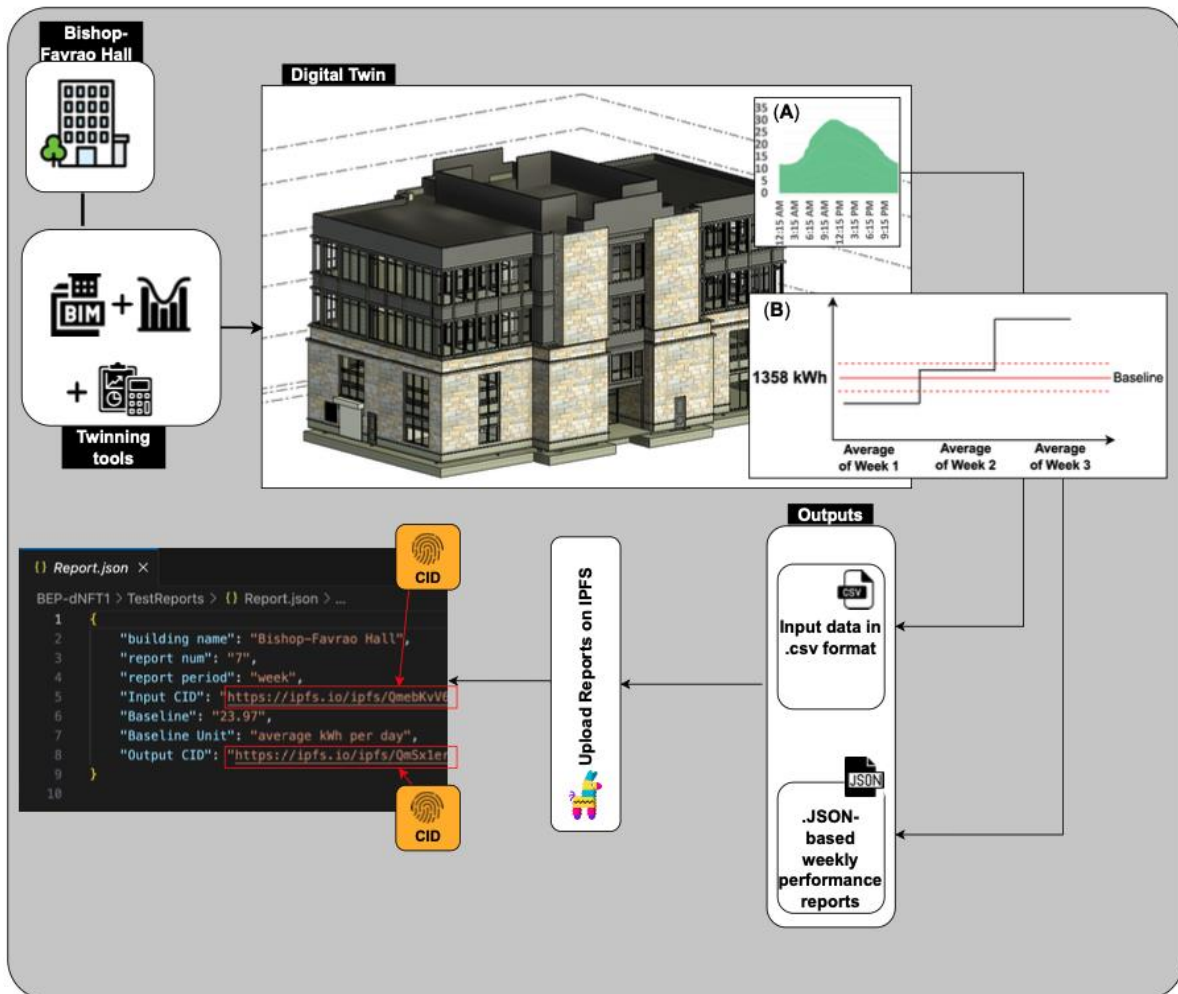 Bishop-
Favrao Hall
BIM
Twinning
tools
Digital Twin
(A)
35
30
25
20
15
10
5
0
12:15 AM
3:15 AM
6:15 AM
9:15 AM
12:15 PM
3:15 PM
6:15 PM
9:15 PM
(B)
1358 kWh
Baseline
Average
of Week 1
Average
of Week 2
Average
of Week 3
Outputs
CSV
Input data in
.csv format
JSON
.JSON-
based
weekly
performance
reports
Upload Reports on IPFS
CID
{} Report.json ×
BEP-dNFT1 > TestReports > {} Report.json > ...
1 {
2 "building name": "Bishop-Favrao Hall",
3 "report num": "7",
4 "report period": "week",
5 "Input CID": "https://ipfs.io/ipfs/QmebKvV6
6 "Baseline": "23.97",
7 "Baseline Unit": "average kWh per day",
8 "Output CID": "https://ipfs.io/ipfs/QmSx1er
9 }
10
CID